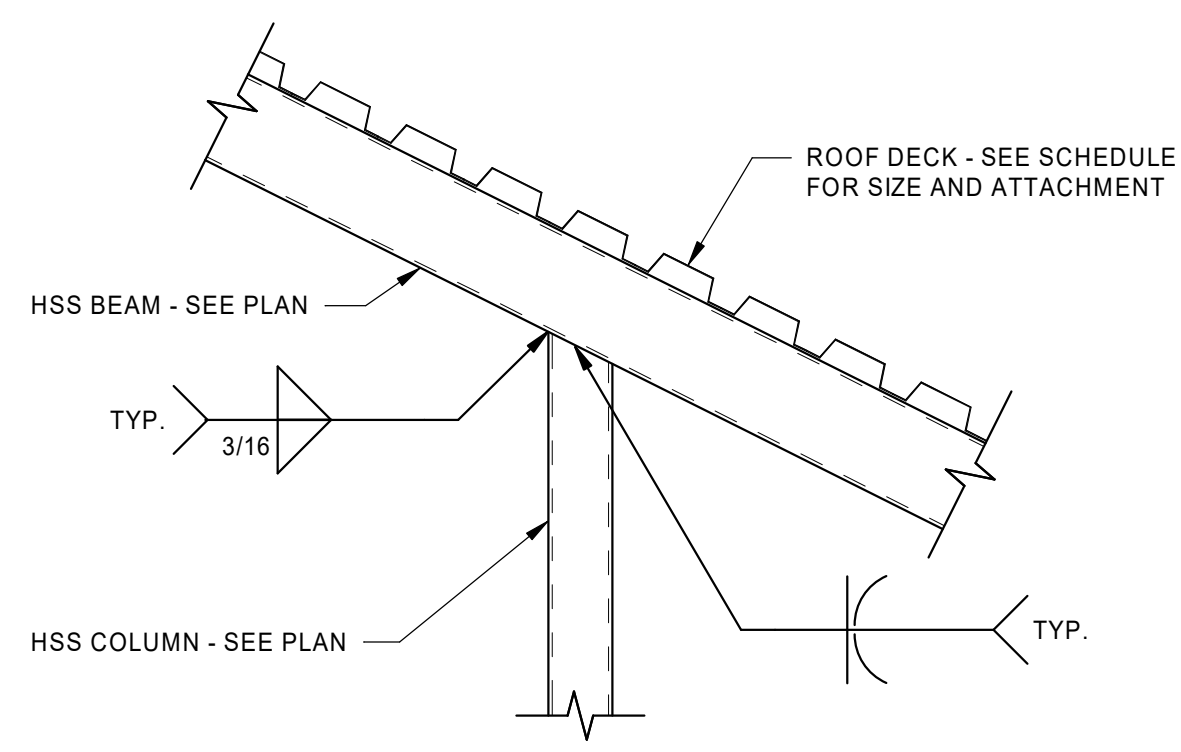 ROOF DECK - SEE SCHEDULE
FOR SIZE AND ATTACHMENT
HSS BEAM - SEE PLAN
TYP.
3/16
HSS COLUMN - SEE PLAN
TYP.